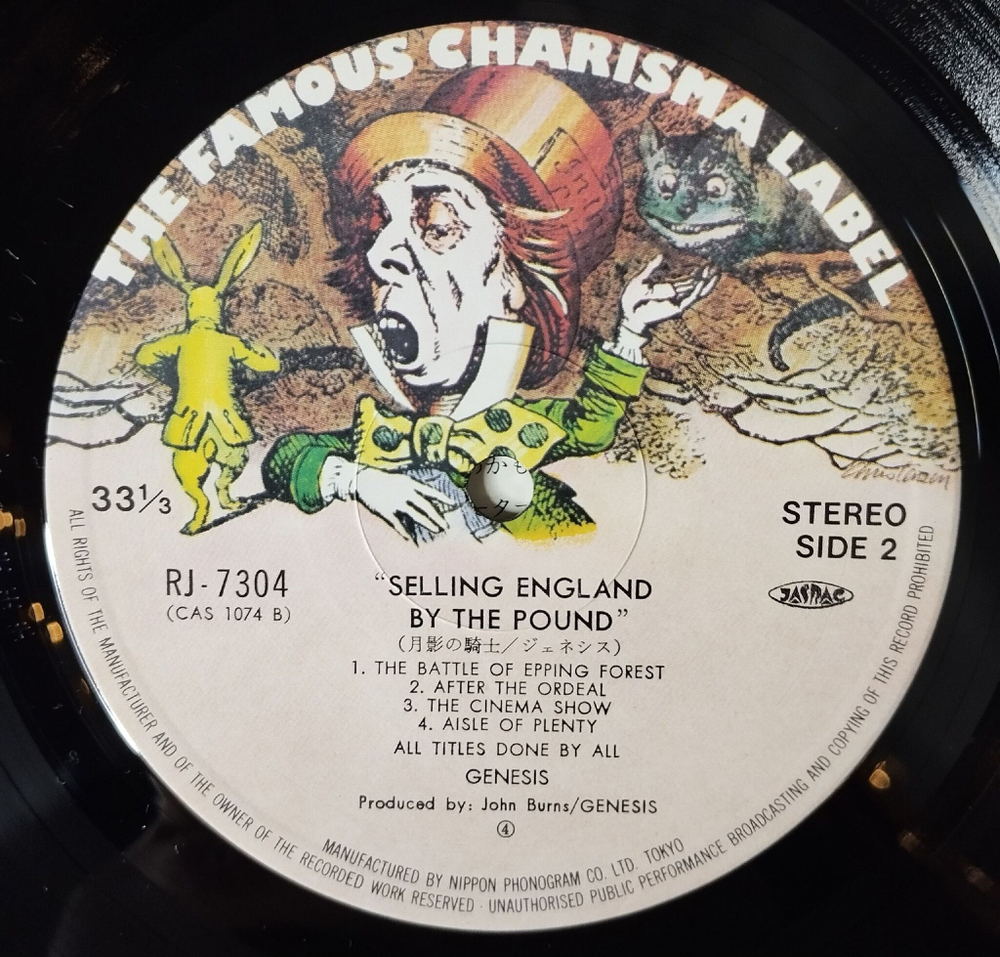 THE FAMOUS CHARISMA LABEL
33⅓
STEREO
SIDE 2
RJ-7304
(CAS 1074 B)
JASRAC
“SELLING ENGLAND
BY THE POUND”
(月影の騎士/ジェネシス)
1. THE BATTLE OF EPPING FOREST
2. AFTER THE ORDEAL
3. THE CINEMA SHOW
4. AISLE OF PLENTY
ALL TITLES DONE BY ALL
GENESIS
Produced by: John Burns/GENESIS
④
MANUFACTURED BY NIPPON PHONOGRAM CO. LTD. TOKYO
ALL RIGHTS OF THE MANUFACTURER AND OF THE OWNER OF THE RECORDED WORK RESERVED · UNAUTHORISED PUBLIC PERFORMANCE BROADCASTING AND COPYING OF THIS RECORD PROHIBITED